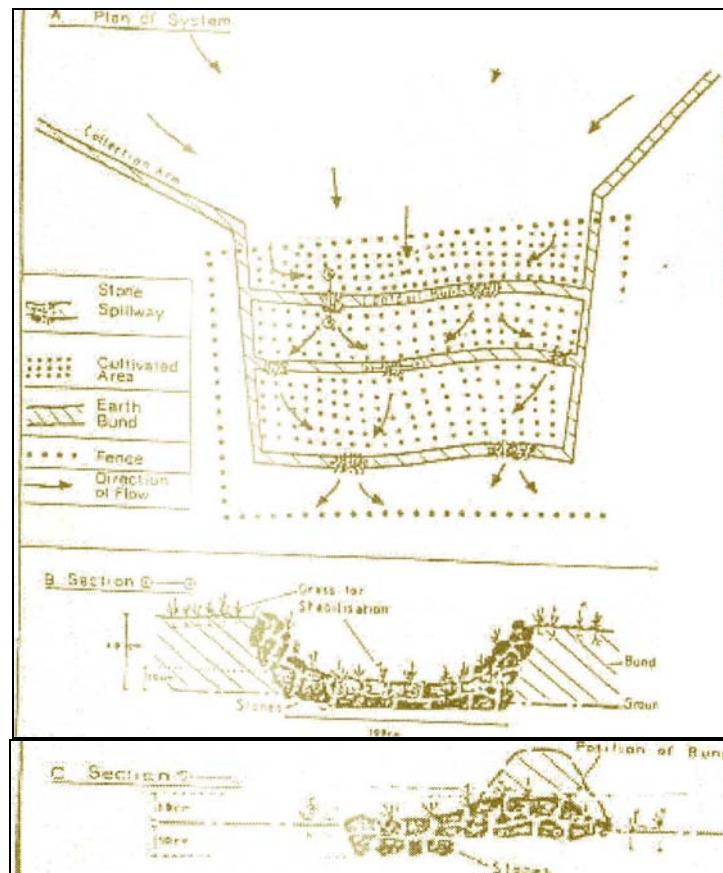 A. Plan of System
Collection Arm
Stone
Spillway
Cultivated
Area
Earth
Bund
Fence
Direction
of Flow
B Section
Grass for
Stabilisation
Bund
Stones
C Section
Position of
Stones